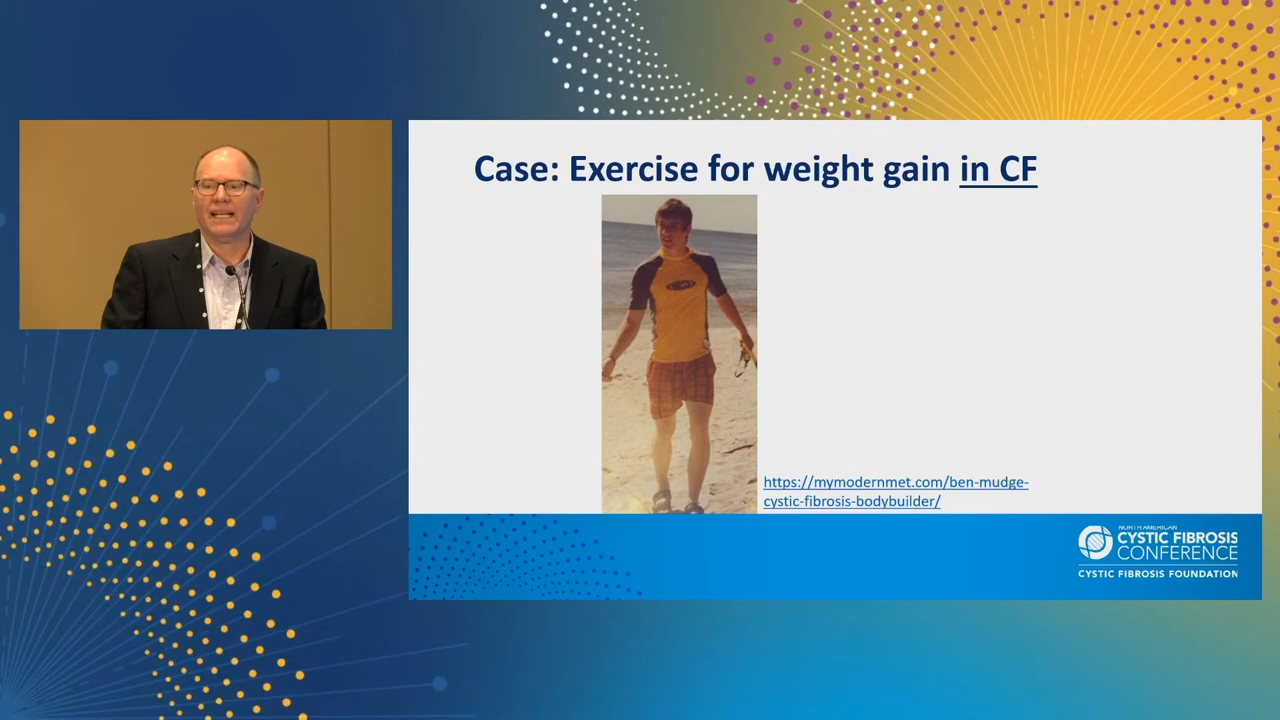 Case: Exercise for weight gain in CF
https://mymodernmet.com/ben-mudge-
cystic-fibrosis-bodybuilder/
NORTH AMERICAN
CYSTIC FIBROSIS
CONFERENCE
CYSTIC FIBROSIS FOUNDATION